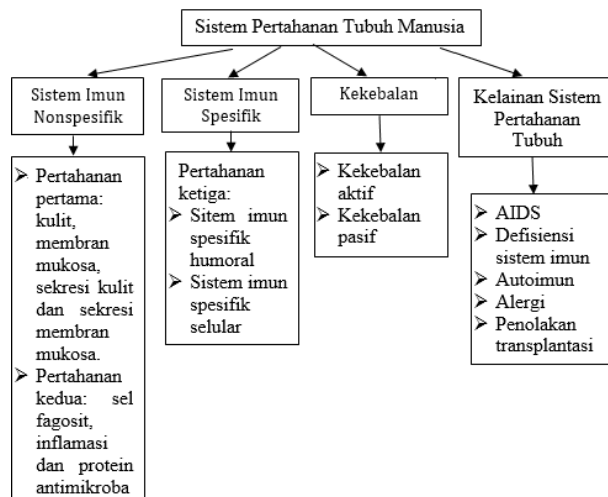 Sistem Pertahanan Tubuh Manusia
Sistem Imun
Nonspesifik
Sistem Imun
Spesifik
Kekebalan
Kelainan Sistem
Pertahanan
Tubuh
➢ Pertahanan
pertama:
kulit,
membran
mukosa,
sekresi kulit
dan sekresi
membran
mukosa.
➢ Pertahanan
kedua: sel
fagosit,
inflamasi
dan protein
antimikroba
Pertahanan
ketiga:
➢ Sitem imun
spesifik
humoral
➢ Sistem imun
spesifik
selular
➢ Kekebalan
aktif
➢ Kekebalan
pasif
➢ AIDS
➢ Defisiensi
sistem imun
➢ Autoimun
➢ Alergi
➢ Penolakan
transplantasi